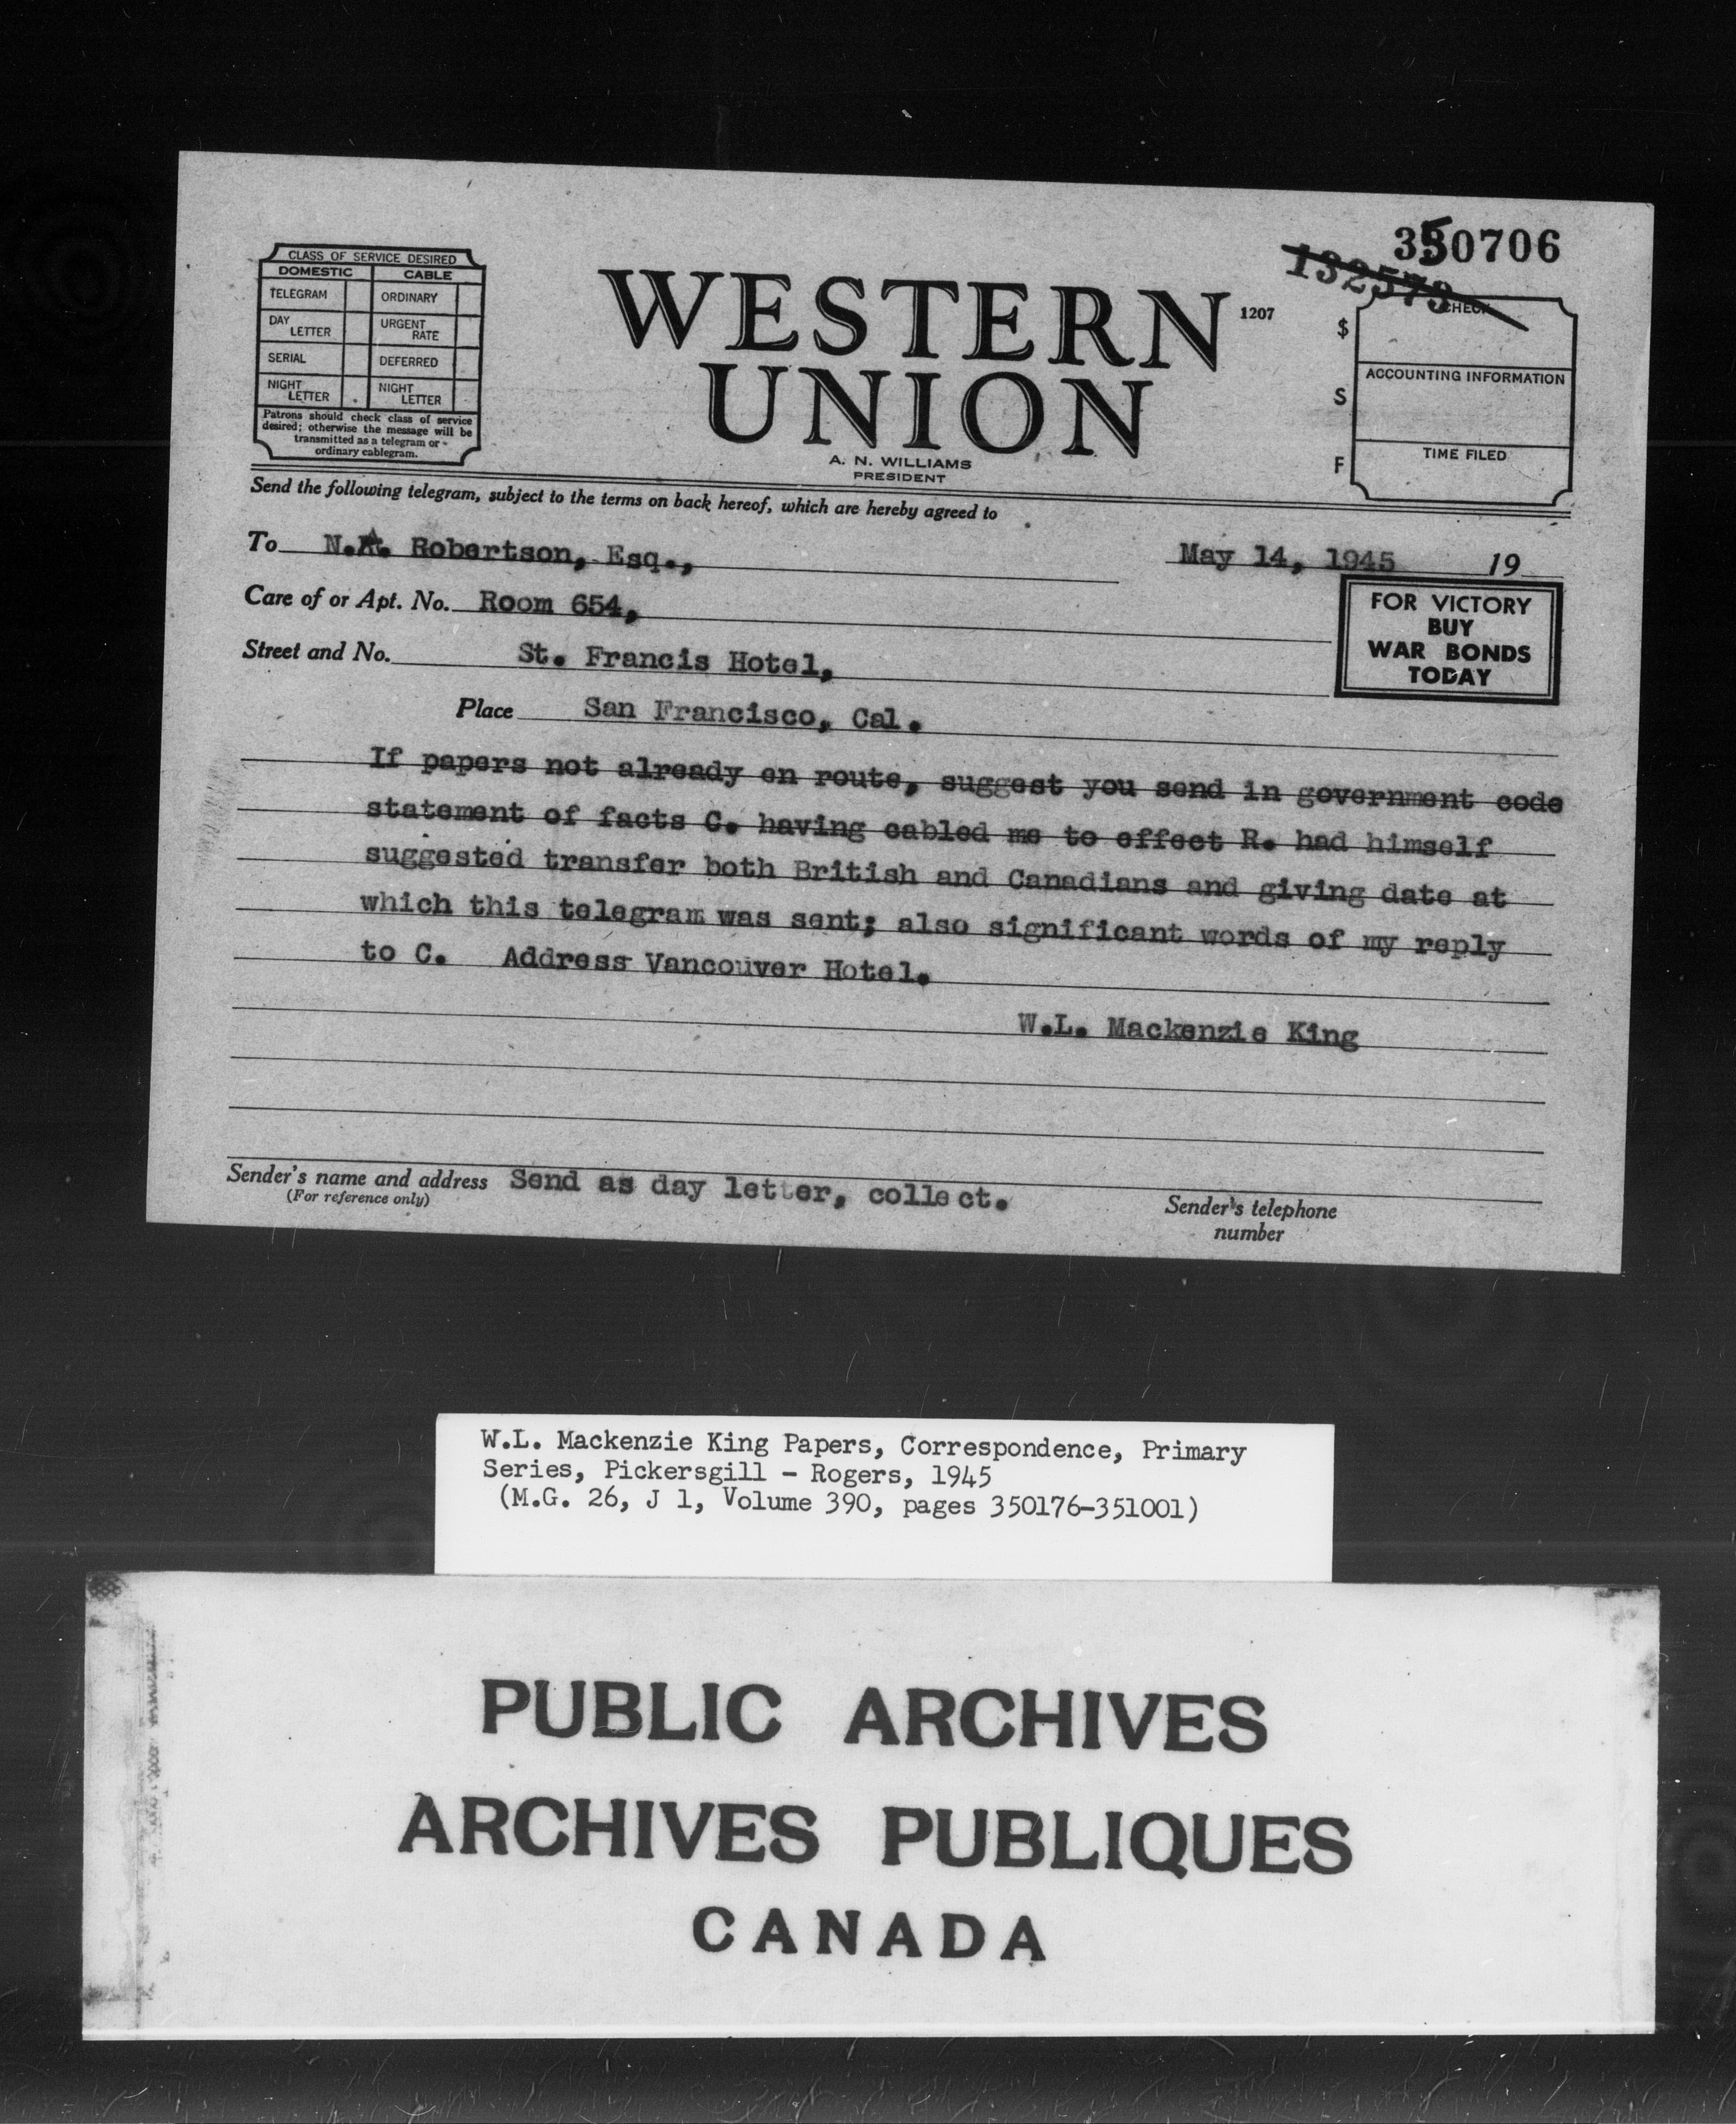 350706
132573
CLASS OF SERVICE DESIRED
DOMESTIC CABLE
TELEGRAM ORDINARY
DAY LETTER URGENT RATE
SERIAL DEFERRED
NIGHT LETTER NIGHT LETTER
Patrons should check class of service
desired; otherwise the message will be
transmitted as a telegram or
ordinary cablegram.
WESTERN
UNION
1207
A. N. WILLIAMS
PRESIDENT
$
S
F
CHECK
ACCOUNTING INFORMATION
TIME FILED
Send the following telegram, subject to the terms on back hereof, which are hereby agreed to
To N.A. Robertson, Esq., May 14, 1945 19
Care of or Apt. No. Room 654,
Street and No. St. Francis Hotel,
Place San Francisco, Cal.
FOR VICTORY
BUY
WAR BONDS
TODAY
If papers not already en route, suggest you send in government code
statement of facts C. having cabled me to effect R. had himself
suggested transfer both British and Canadians and giving date at
which this telegram was sent; also significant words of my reply
to C. Address Vancouver Hotel.
W.L. Mackenzie King
Sender's name and address Send as day letter, collect.
(For reference only)
Sender's telephone
number
W.L. Mackenzie King Papers, Correspondence, Primary
Series, Pickersgill - Rogers, 1945
(M.G. 26, J 1, Volume 390, pages 350176-351001)
PUBLIC ARCHIVES
ARCHIVES PUBLIQUES
CANADA